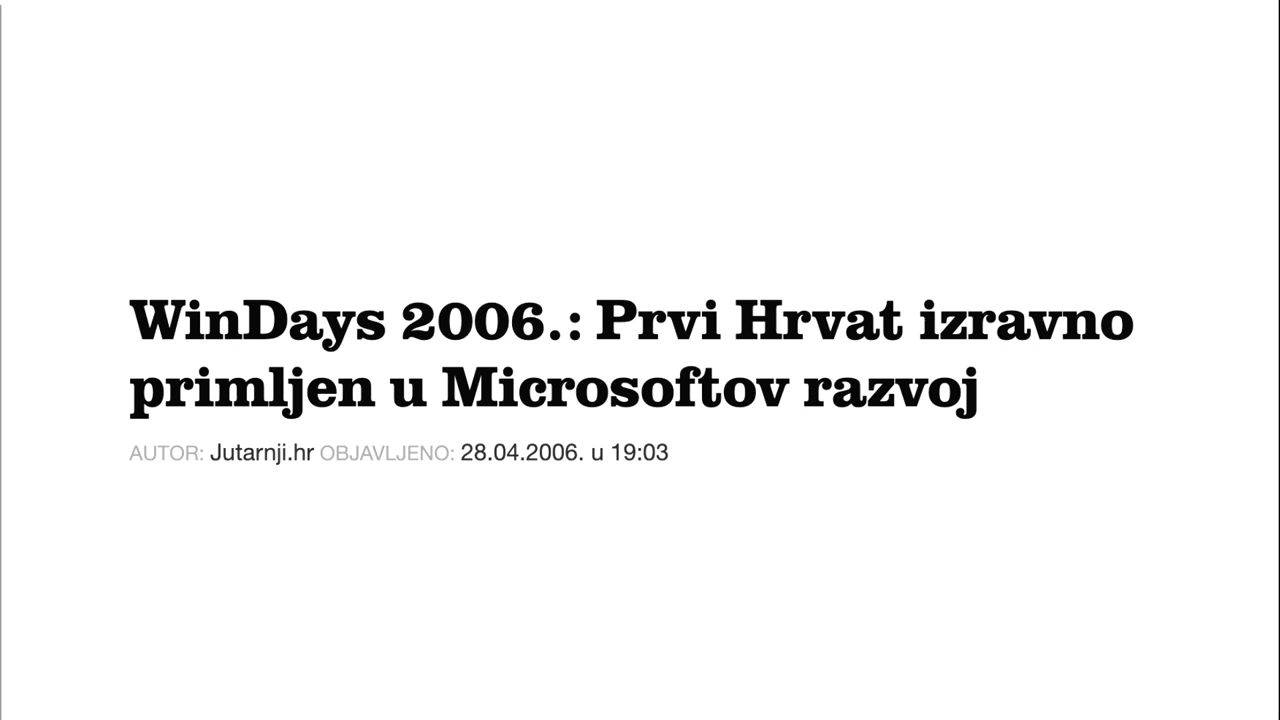 WinDays 2006.: Prvi Hrvat izravno
primljen u Microsoftov razvoj
AUTOR: Jutarnji.hr OBJAVLJENO: 28.04.2006. u 19:03